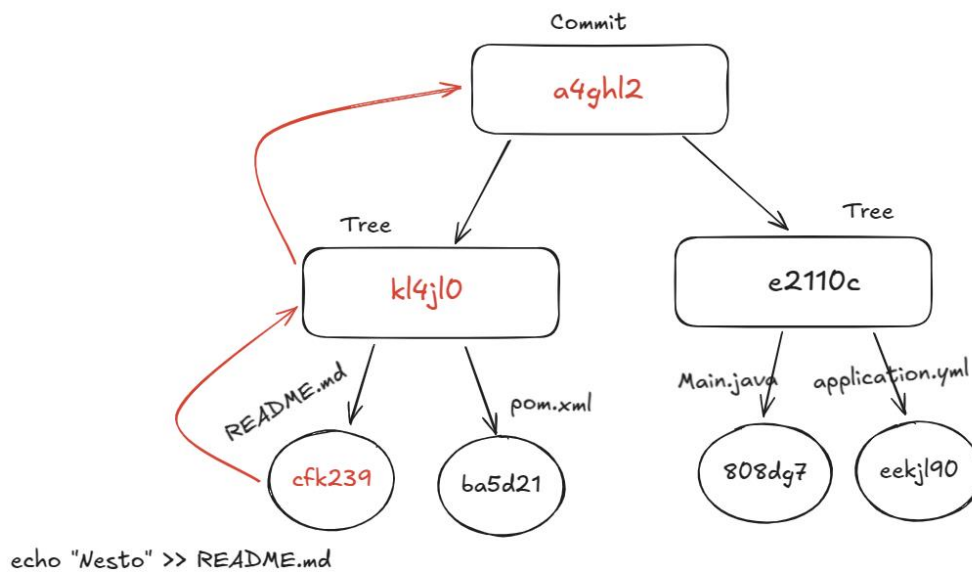 Commit
a4ghl2
Tree
Tree
kl4jl0
e2110c
README.md
pom.xml
Main.java
application.yml
cfk239
ba5d21
808dg7
eekjl90
echo "Nesto" >> README.md